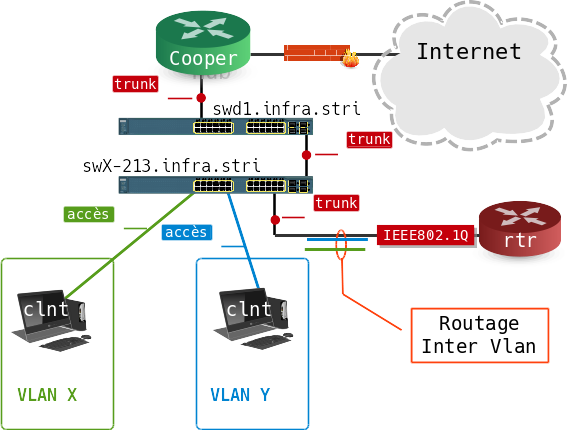 Internet
Cooper
hub
trunk
swd1.infra.stri
trunk
swX-213.infra.stri
trunk
accès
accès
IEEE802.1Q
rtr
clnt
clnt
Routage
Inter Vlan
VLAN X
VLAN Y